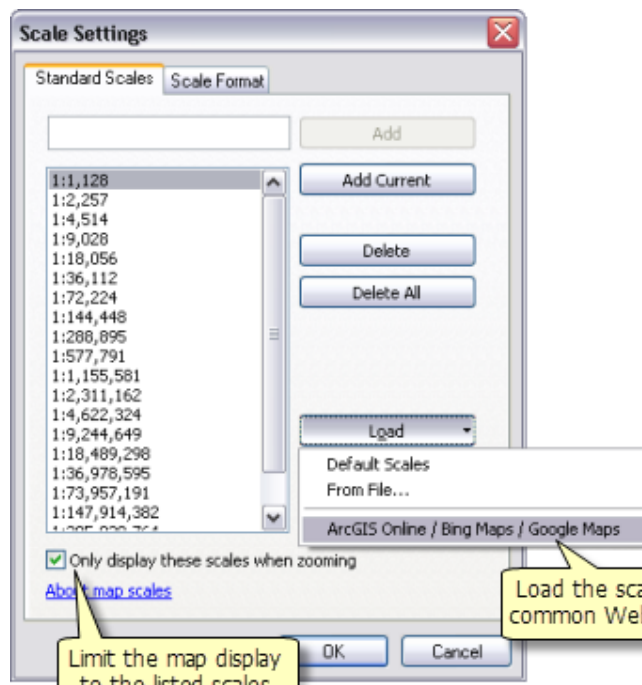 Scale Settings
Standard Scales
Scale Format
Add
1:1,128
1:2,257
1:4,514
1:9,028
1:18,056
1:36,112
1:72,224
1:144,448
1:288,895
1:577,791
1:1,155,581
1:2,311,162
1:4,622,324
1:9,244,649
1:18,489,298
1:36,978,595
1:73,957,191
1:147,914,382
Add Current
Delete
Delete All
Load
Default Scales
From File...
ArcGIS Online / Bing Maps / Google Maps
Only display these scales when zooming
About map scales
Load the sca
common We
Limit the map display
to the listed scales
OK
Cancel